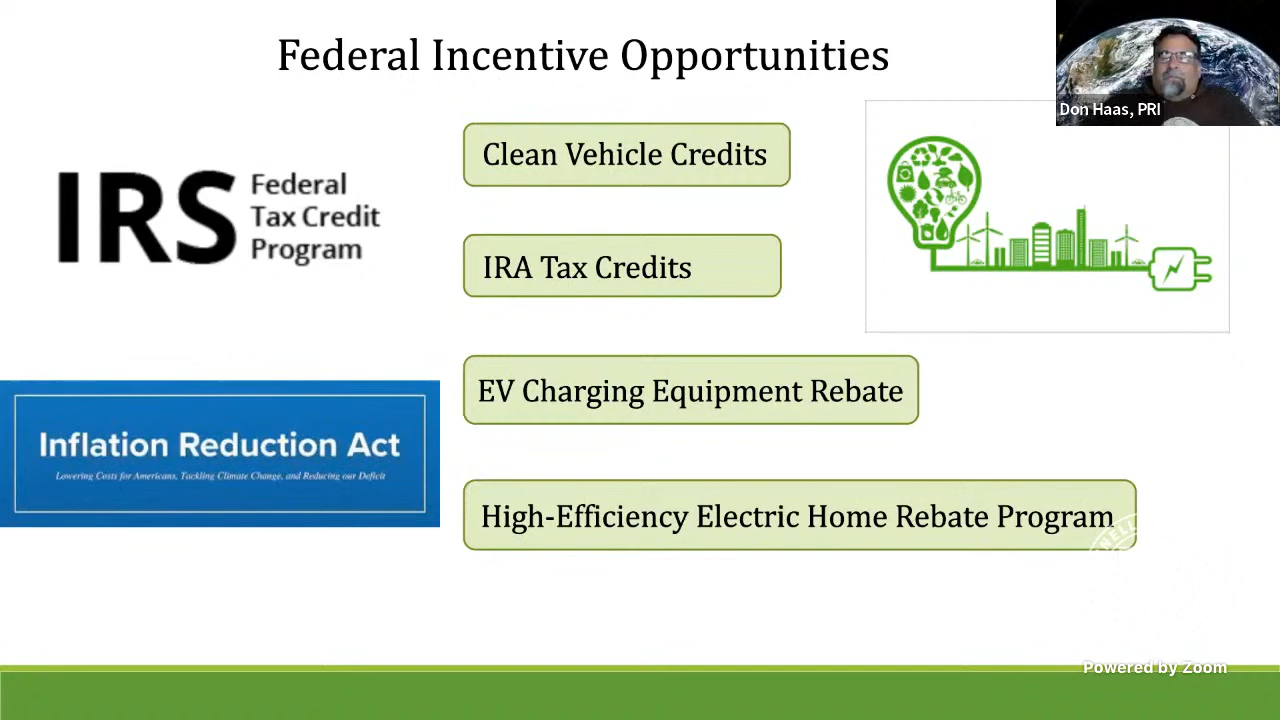 Federal Incentive Opportunities
Don Haas, PRI
Clean Vehicle Credits
IRS
Federal
Tax Credit
Program
IRA Tax Credits
EV Charging Equipment Rebate
Inflation Reduction Act
Lowering Costs for Americans, Tackling Climate Change, and Reducing our Deficit
High-Efficiency Electric Home Rebate Program
Powered by Zoom